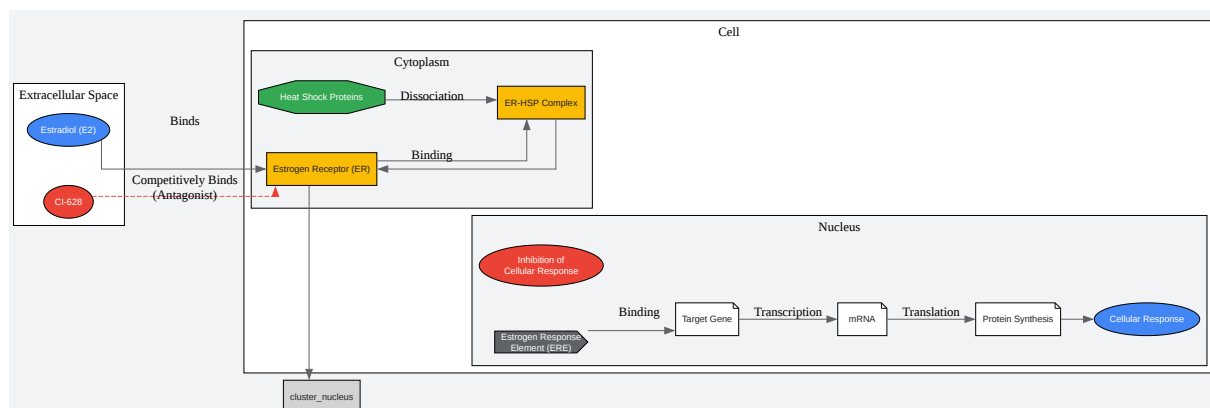 Cell
Cytoplasm
Extracellular Space
Heat Shock Proteins
Dissociation
ER-HSP Complex
Estradiol (E2)
Binds
Binding
Estrogen Receptor (ER)
Competitively Binds
(Antagonist)
CI-628
Nucleus
Inhibition of
Cellular Response
Binding
Target Gene
Transcription
mRNA
Translation
Protein Synthesis
Cellular Response
Estrogen Response
Element (ERE)
cluster_nucleus